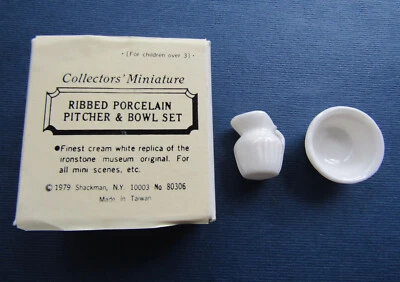 (For children over 3)
Collectors' Miniature
RIBBED PORCELAIN
PITCHER & BOWL SET
●Finest cream white replica of the
ironstone museum original. For
all mini scenes, etc.
© 1979 Shackman, N.Y. 10003 No 80306
Made in Taiwan